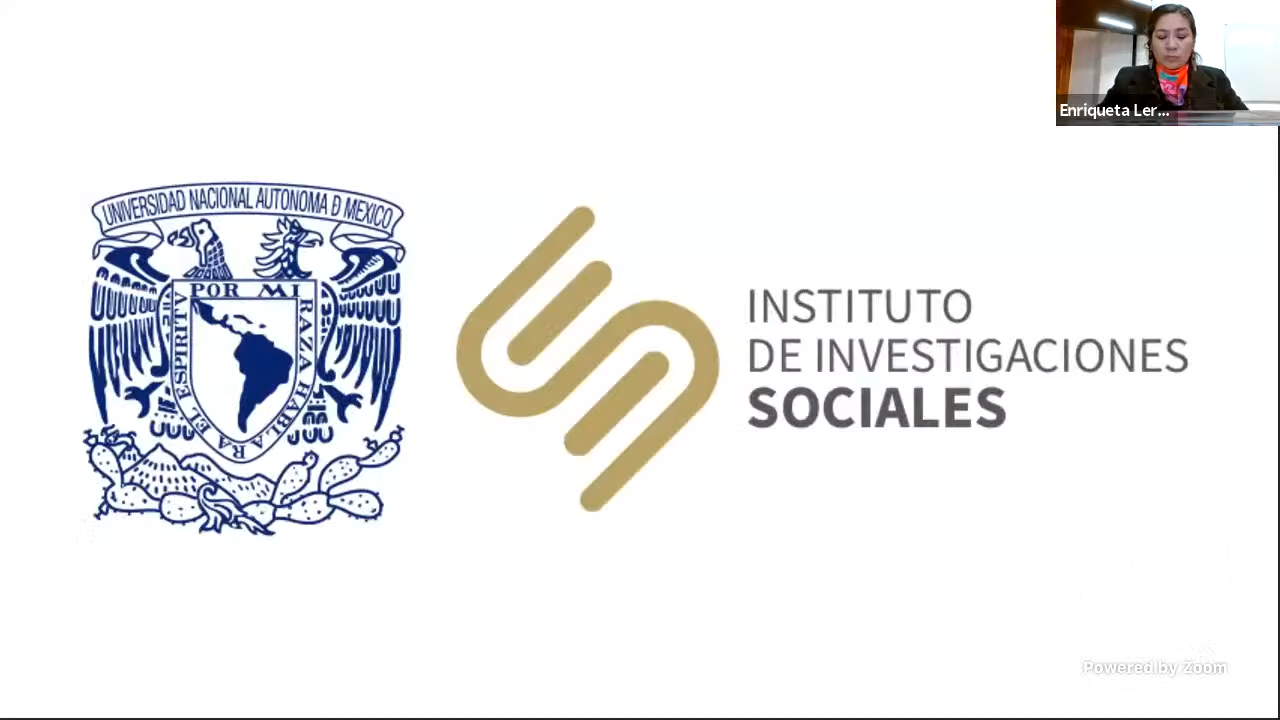 Enriqueta Ler...
UNIVERSIDAD NACIONAL AUTONOMA Đ MEXICO
POR MI RAZA HABLARA EL ESPIRITU
INSTITUTO
DE INVESTIGACIONES
SOCIALES
Powered by Zoom